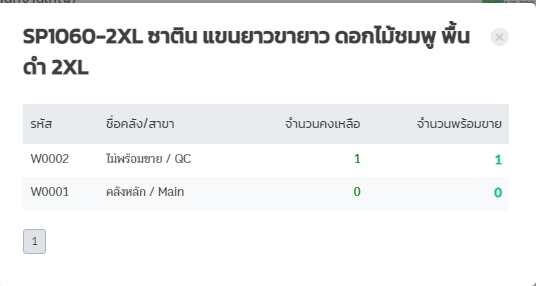 SP1060-2XL ซาติน แขนยาวขายาว ดอกไม้ชมพู พื้น
ดำ 2XL
รหัส ชื่อคลัง/สาขา จำนวนคงเหลือ จำนวนพร้อมขาย
W0002 ไม่พร้อมขาย / QC 1 1
W0001 คลังหลัก / Main 0 0
1